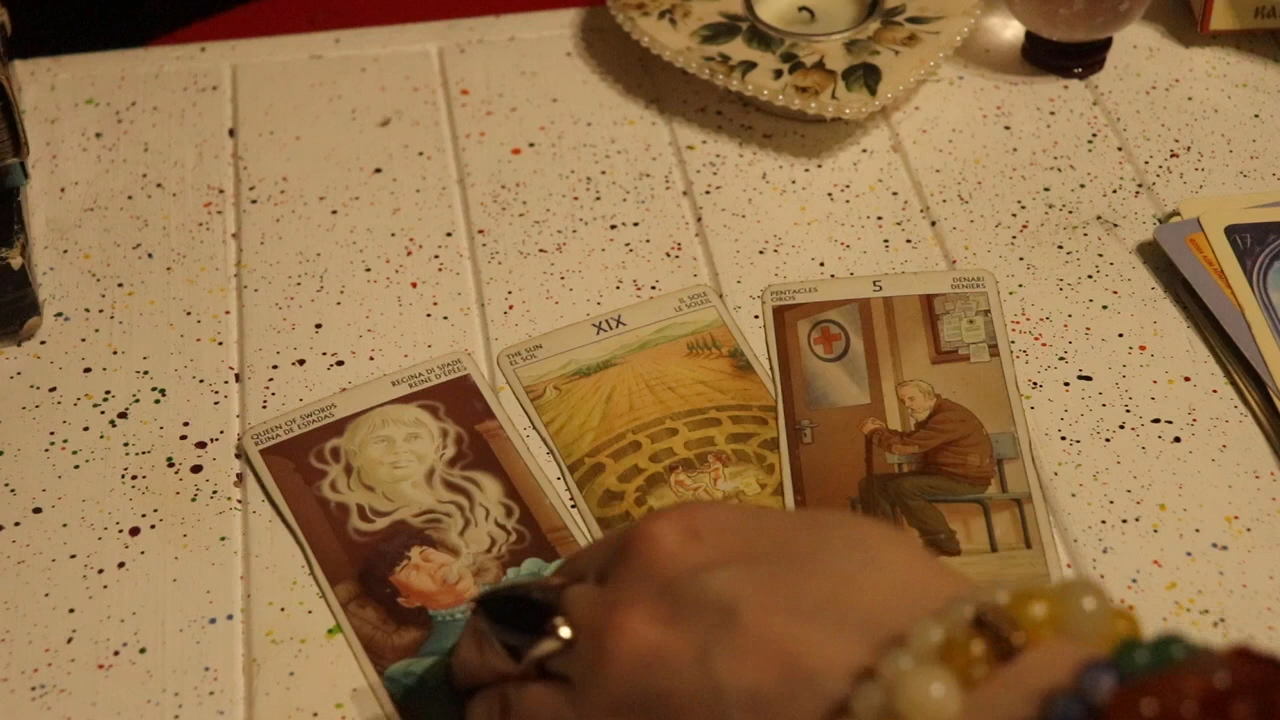 QUEEN OF SWORDS
REINA DE ESPADAS
REGINA DI SPADE
REINE D'ÉPÉES
THE SUN
EL SOL
XIX
IL SOLE
LE SOLEIL
PENTACLES
OROS
5
DENARI
DENIERS
17